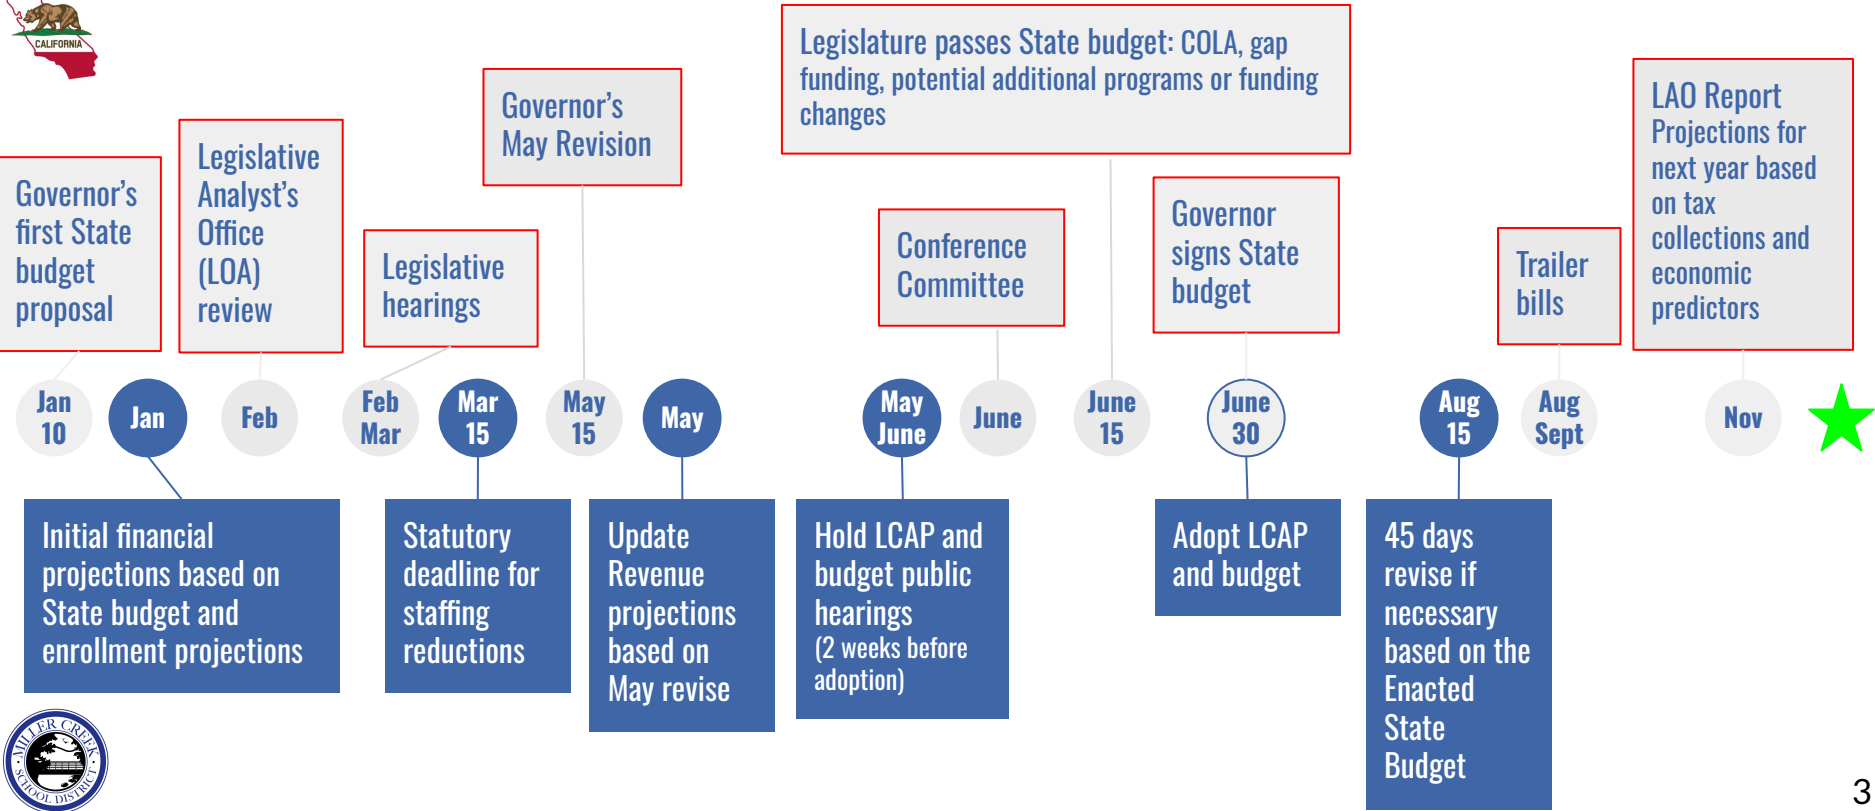 CALIFORNIA
Governor's
first State
budget
proposal
Legislative
Analyst's
Office
(LOA)
review
Legislative
hearings
Governor's
May Revision
Legislature passes State budget: COLA, gap
funding, potential additional programs or funding
changes
Conference
Committee
Governor
signs State
budget
Trailer
bills
LAO Report
Projections for
next year based
on tax
collections and
economic
predictors
Jan
10
Jan
Feb
Feb
Mar
Mar
15
May
15
May
May
June
June
June
15
June
30
Aug
15
Aug
Sept
Nov
Initial financial
projections based on
State budget and
enrollment projections
Statutory
deadline for
staffing
reductions
Update
Revenue
projections
based on
May revise
Hold LCAP and
budget public
hearings
(2 weeks before
adoption)
Adopt LCAP
and budget
45 days
revise if
necessary
based on the
Enacted
State
Budget
MILLER CREEK
SCHOOL DISTRICT
3